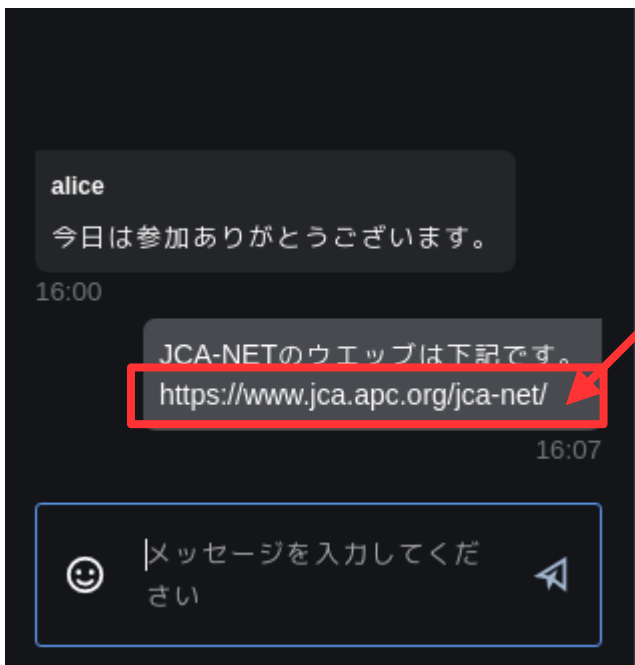 alice
今日は参加ありがとうございます。
16:00
JCA-NETのウエッブは下記です。
https://www.jca.apc.org/jca-net/
16:07
メッセージを入力してくだ
さい